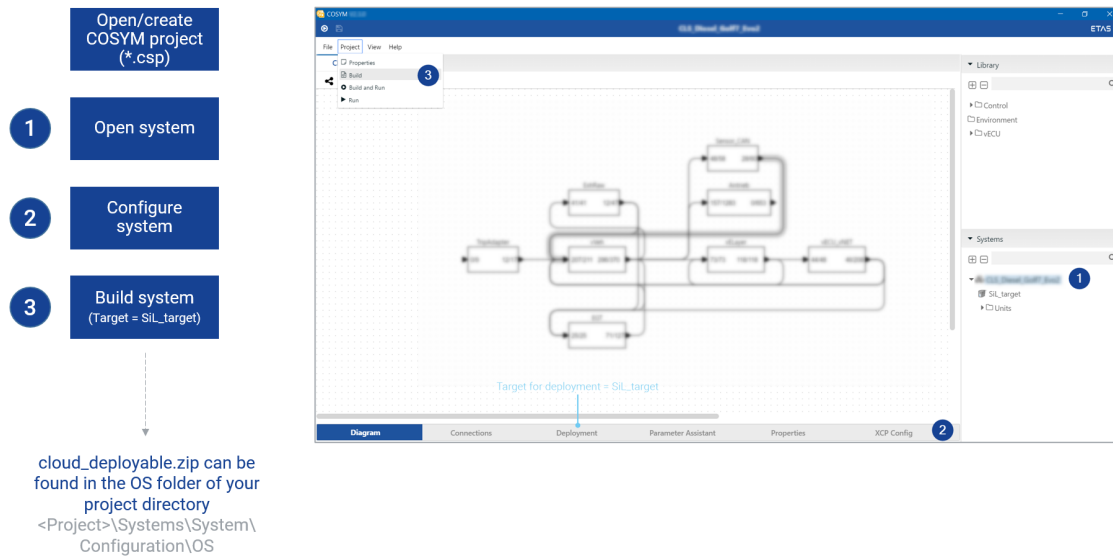 Open/create
COSYM project
(*.csp)
1
Open system
2
Configure
system
3
Build system
(Target = SiL_target)
cloud_deployable.zip can be
found in the OS folder of your
project directory
<Project>\Systems\System\
Configuration\OS
COSYM
ETAS
File Project View Help
C
Properties
Build
3
Build and Run
Run
Library
Control
Environment
vECU
Systems
1
SiL_target
Units
Target for deployment = SiL_target
Diagram Connections Deployment Parameter Assistant Properties XCP Config
2